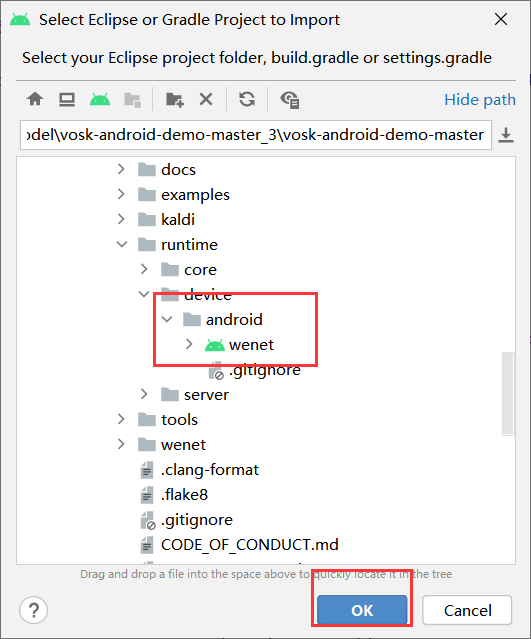 Select Eclipse or Gradle Project to Import
Select your Eclipse project folder, build.gradle or settings.gradle
Hide path
odel\vosk-android-demo-master_3\vosk-android-demo-master
docs
examples
kaldi
runtime
core
device
android
wenet
.gitignore
server
tools
wenet
.clang-format
.flake8
.gitignore
CODE_OF_CONDUCT.md
Drag and drop a file into the space above to quickly locate it in the tree
?
OK
Cancel